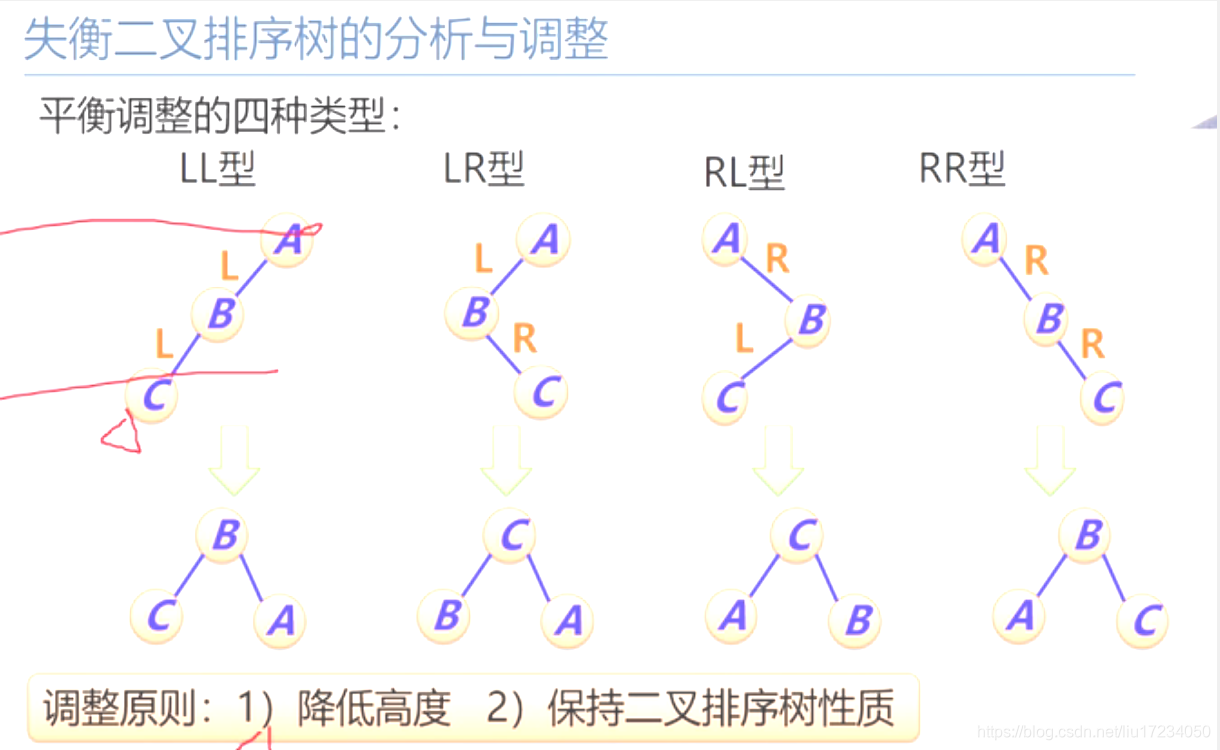 失衡二叉排序树的分析与调整
平衡调整的四种类型：
LL型 LR型 RL型 RR型
A A A A
L L R R
B B B B
L R L R
C C C C
B C C B
C A B A A B A C
调整原则：1）降低高度 2）保持二叉排序树性质
https://blog.csdn.net/liu17234050